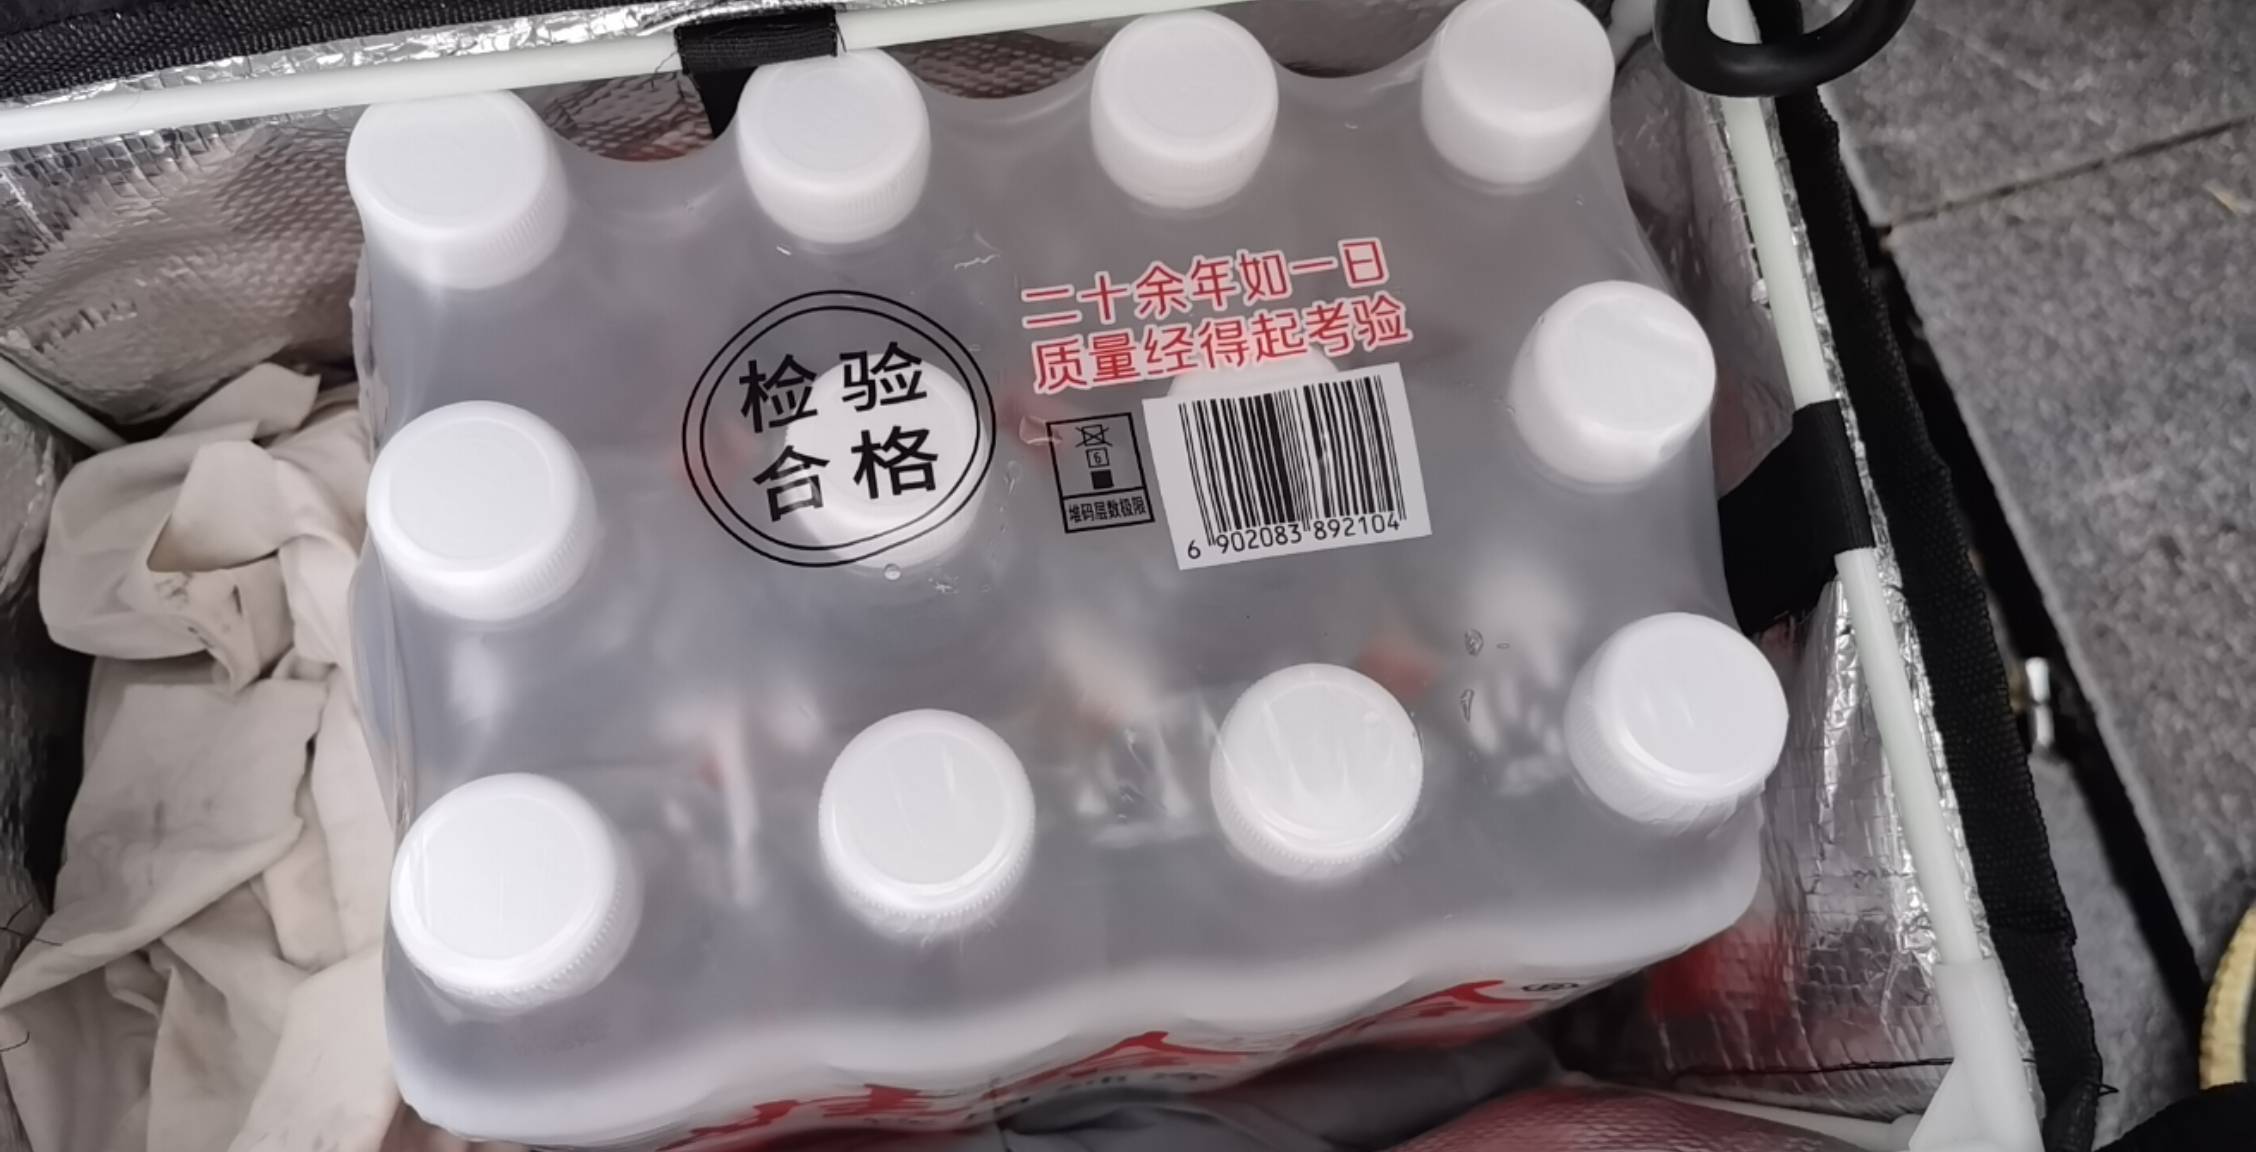 检验
合格
二十余年如一日
质量经得起考验
6
堆码层数极限
6 902083 892104